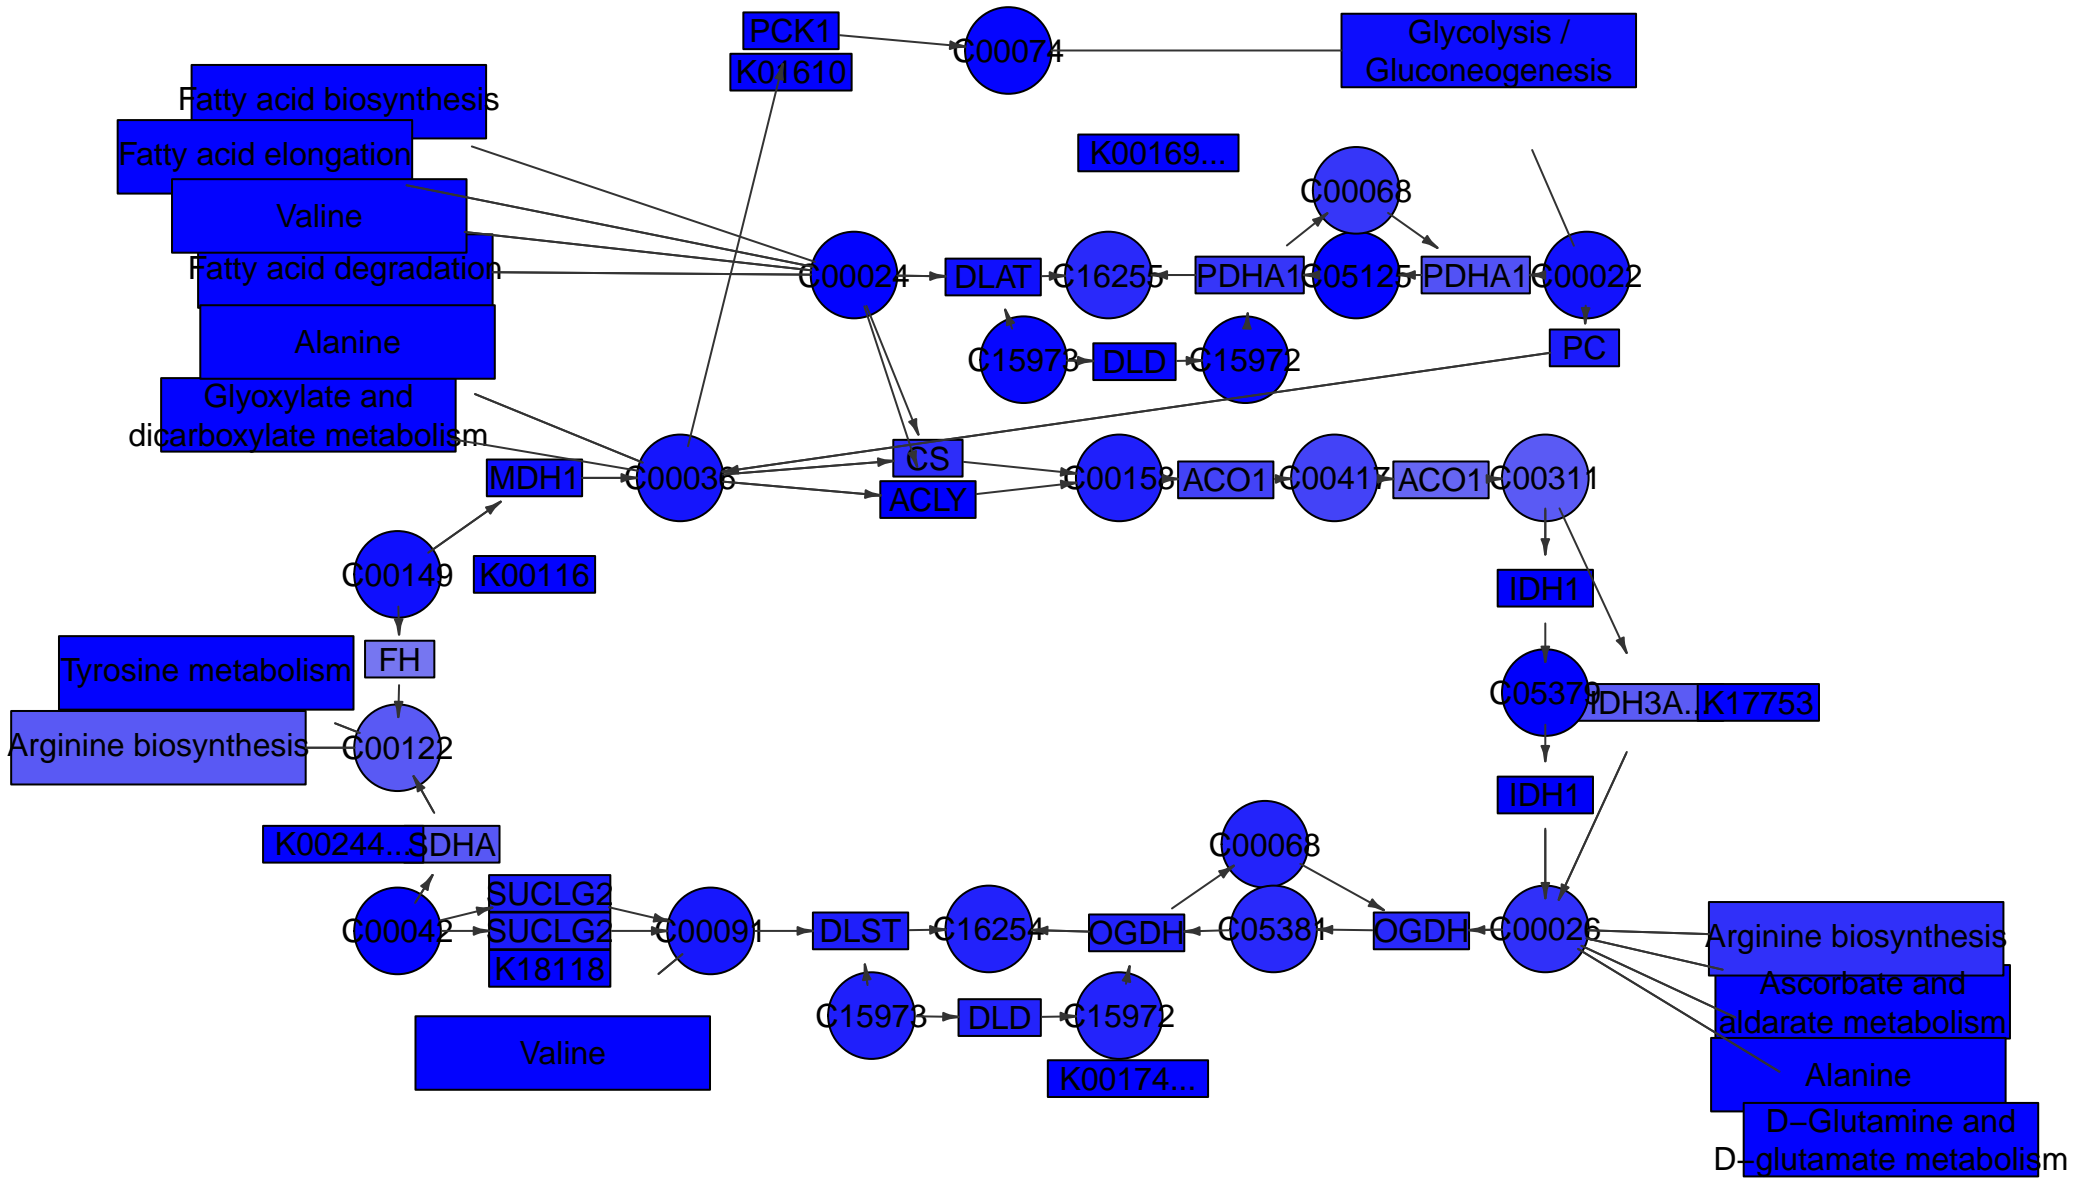 PCK1
C00074
Glycolysis /
Gluconeogenesis
K01610
Fatty acid biosynthesis
Fatty acid elongation
K00169...
C00068
Valine
Fatty acid degradation
C00024
DLAT
C16255
PDHA1
C05125
PDHA1
C00022
Alanine
C15973
DLD
C15972
PC
Glyoxylate and
dicarboxylate metabolism
MDH1
C00036
CS
ACLY
C00158
ACO1
C00417
ACO1
C00311
C00149
K00116
IDH1
FH
Tyrosine metabolism
C05379
IDH3A...
K17753
Arginine biosynthesis
C00122
IDH1
K00244...
SDHA
C00068
SUCLG2
C00042
SUCLG2
C00091
DLST
C16254
OGDH
C05381
OGDH
C00026
Arginine biosynthesis
K18118
Ascorbate and
aldarate metabolism
C15973
DLD
C15972
Valine
K00174...
Alanine
D−Glutamine and
D−glutamate metabolism